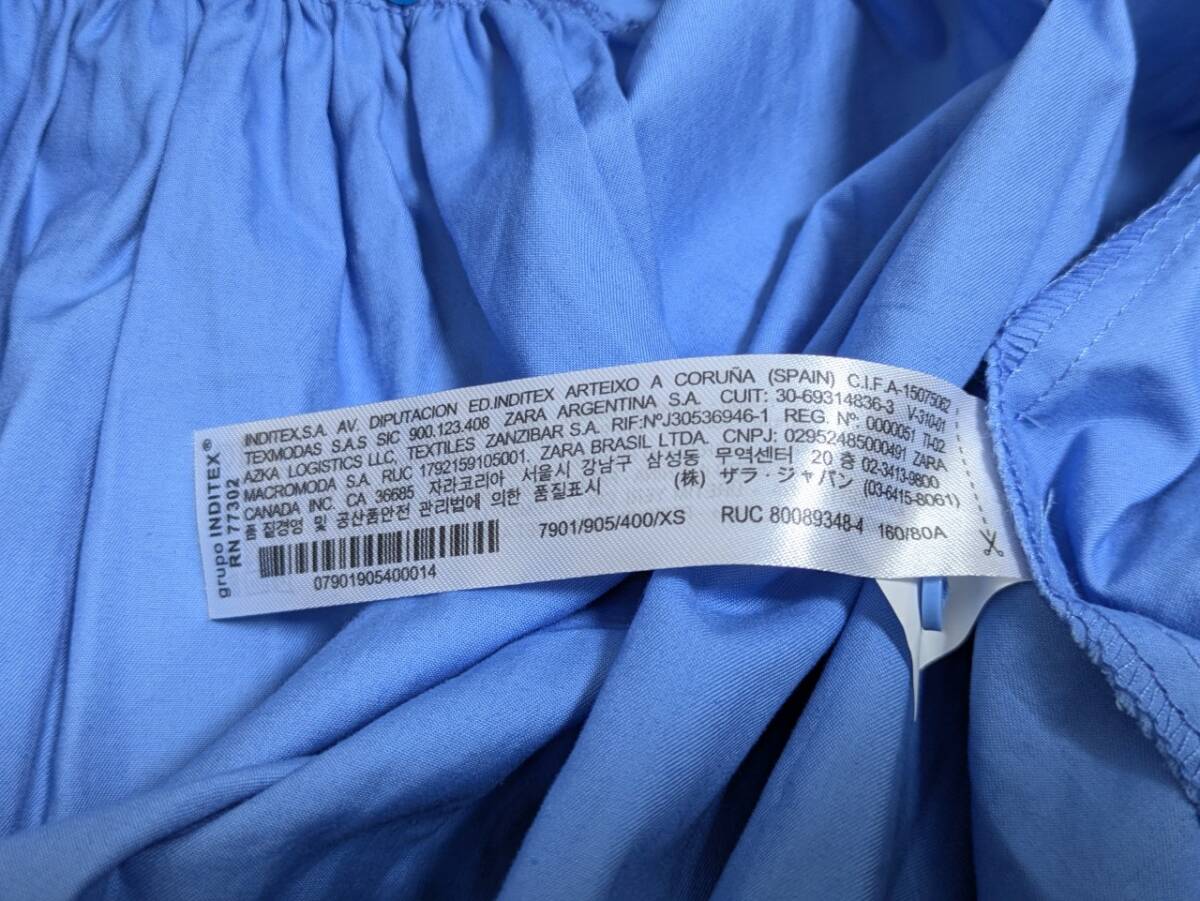 grupo INDITEX®
RN 77302
INDITEX,S.A. AV. DIPUTACION ED.INDITEX ARTEIXO A CORUÑA (SPAIN) C.I.F.A-15075062
TEXMODAS S.A.S SIC 900.123.408 ZARA ARGENTINA S.A. CUIT: 30-69314836-3 V-310-01
AZKA LOGISTICS LLC, TEXTILES ZANZIBAR S.A. RIF:NºJ30536946-1 REG. Nº: 0000051 TI-02
MACROMODA S.A. RUC 1792159105001. ZARA BRASIL LTDA. CNPJ: 02952485000491 ZARA
CANADA INC. CA 36685 자라코리아 서울시 강남구 삼성동 무역센터 20 층 02-3413-9800
품질경영 및 공산품안전 관리법에 의한 품질표시 (株) ザラ・ジャパン (03-6415-8061)
7901/905/400/XS RUC 80089348-4 160/80A
07901905400014